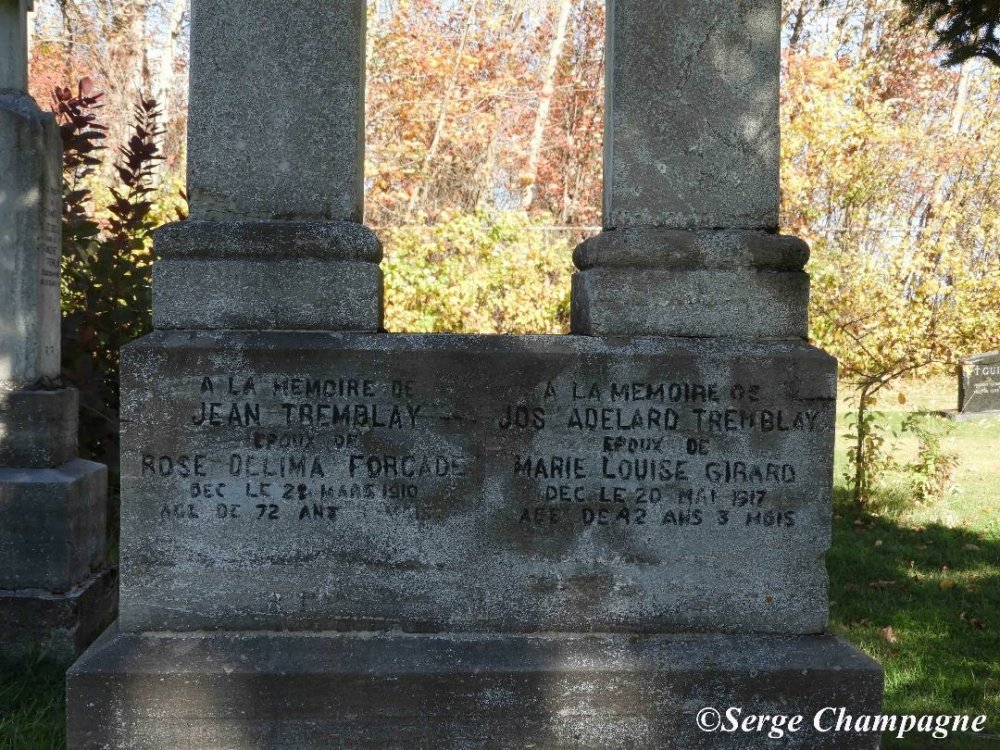 A LA MEMOIRE DE
JEAN TREMBLAY
EPOUX DE
ROSE DELIMA FORCADE
DEC LE 28 MARS 1910
AGE DE 72 ANS
A LA MEMOIRE DE
JOS ADELARD TREMBLAY
EPOUX DE
MARIE LOUISE GIRARD
DEC LE 20 MAI 1917
AGE DE 42 ANS 3 MOIS
©Serge Champagne